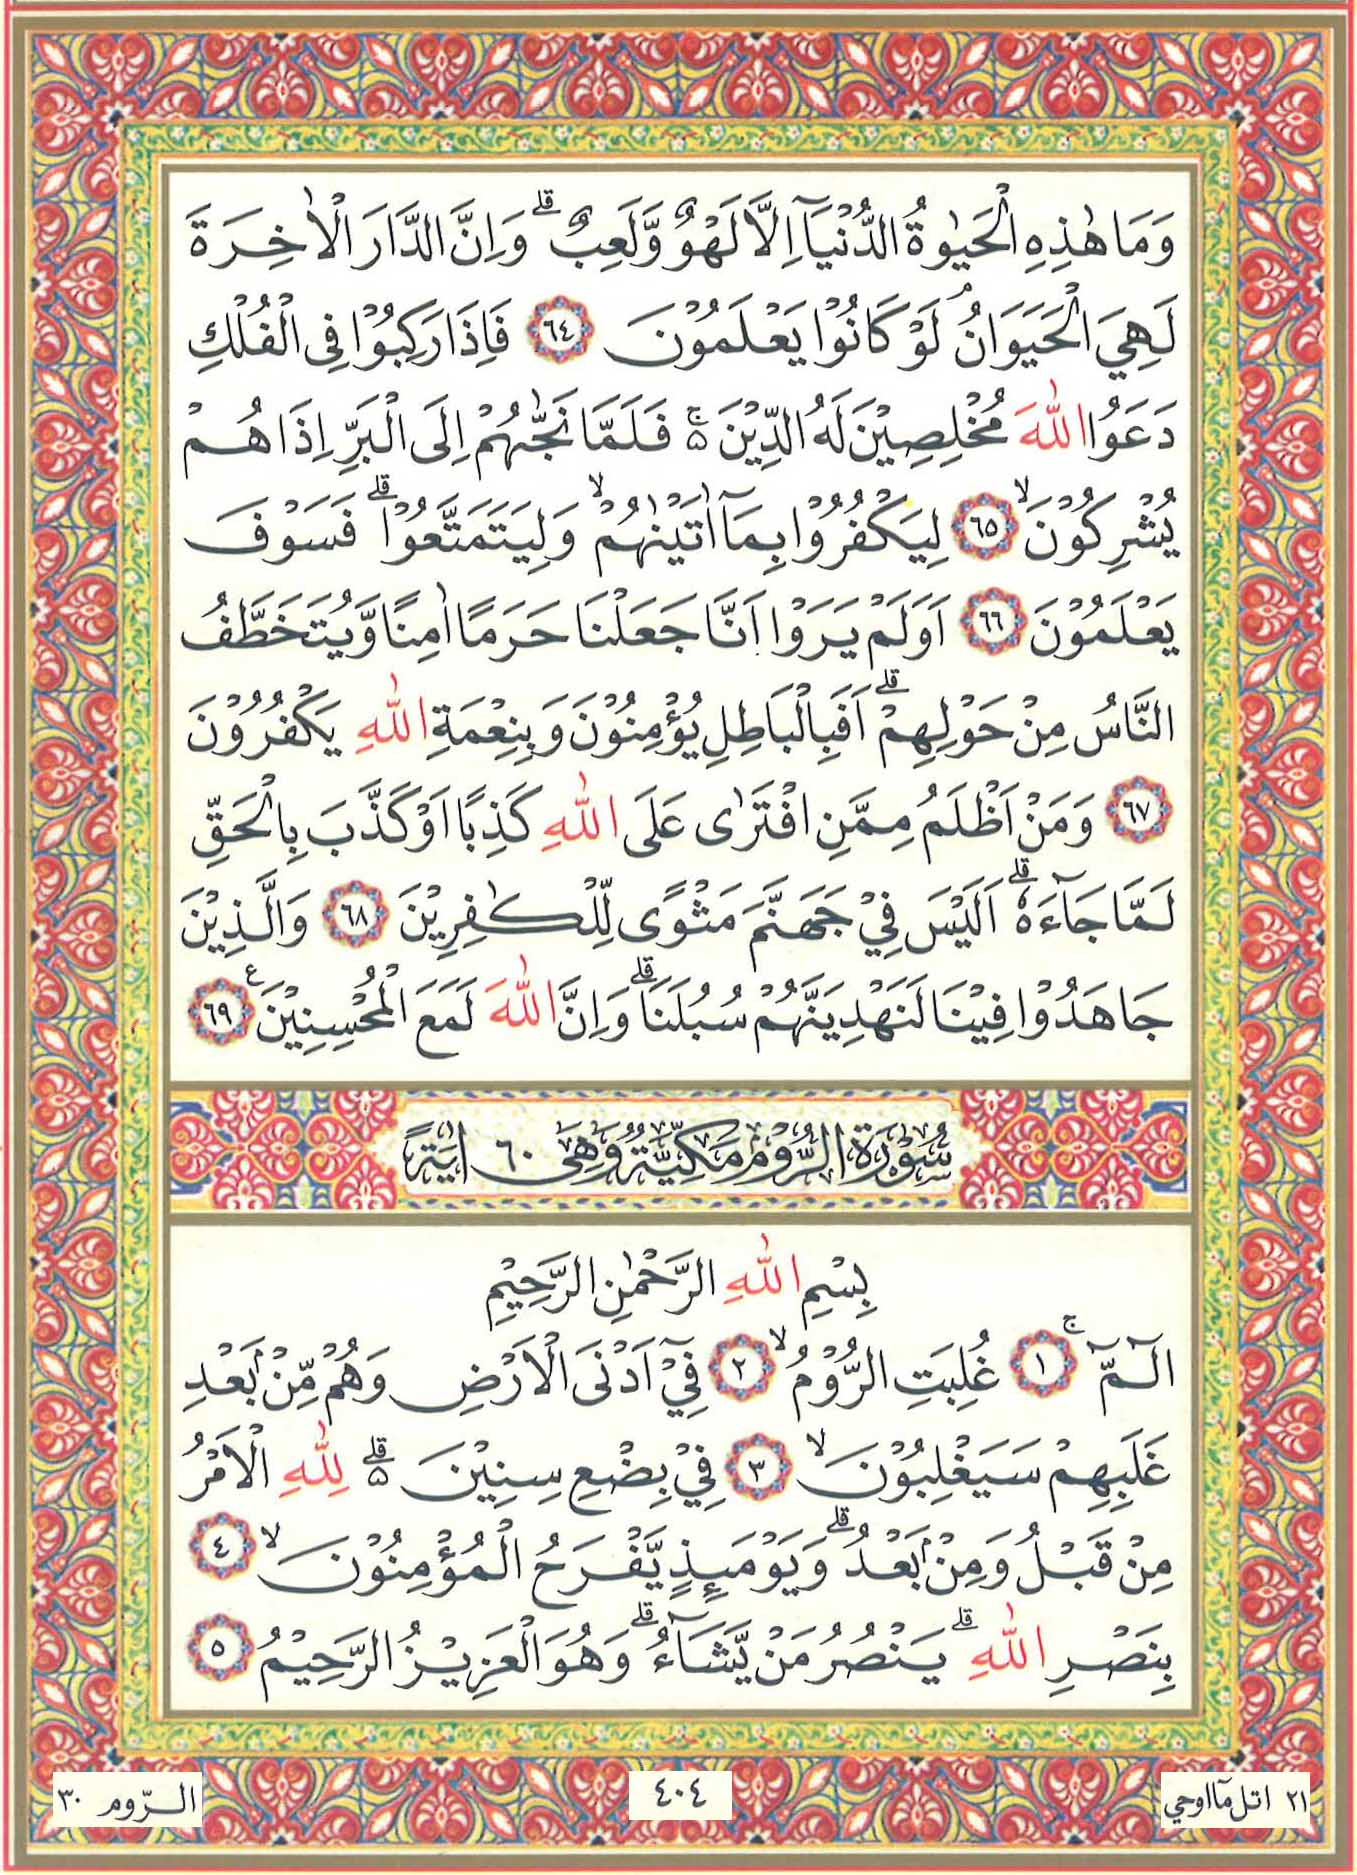 وَمَا هٰذِهِ الْحَيٰوةُ الدُّنْيَآ اِلَّا لَهْوٌ وَّلَعِبٌ ۗ وَاِنَّ الدَّارَ الْاٰخِرَةَ
لَهِيَ الْحَيَوَانُ ۘ لَوْ كَانُوْا يَعْلَمُوْنَ ٦٤ فَاِذَا رَكِبُوْا فِى الْفُلْكِ
دَعَوُا اللّٰهَ مُخْلِصِيْنَ لَهُ الدِّيْنَ ەۚ فَلَمَّا نَجّٰىهُمْ اِلَى الْبَرِّ اِذَا هُمْ
يُشْرِكُوْنَ ۙ ٦٥ لِيَكْفُرُوْا بِمَآ اٰتَيْنٰهُمْ ۙ وَلِيَتَمَتَّعُوْا ۗ فَسَوْفَ
يَعْلَمُوْنَ ٦٦ اَوَلَمْ يَرَوْا اَنَّا جَعَلْنَا حَرَمًا اٰمِنًا وَّيُتَخَطَّفُ
النَّاسُ مِنْ حَوْلِهِمْ ۗ اَفَبِالْبَاطِلِ يُؤْمِنُوْنَ وَبِنِعْمَةِ اللّٰهِ يَكْفُرُوْنَ
٦٧ وَمَنْ اَظْلَمُ مِمَّنِ افْتَرٰى عَلَى اللّٰهِ كَذِبًا اَوْ كَذَّبَ بِالْحَقِّ
لَمَّا جَآءَهٗ ۗ اَلَيْسَ فِيْ جَهَنَّمَ مَثْوًى لِّلْكٰفِرِيْنَ ٦٨ وَالَّذِيْنَ
جَاهَدُوْا فِيْنَا لَنَهْدِيَنَّهُمْ سُبُلَنَا ۗ وَاِنَّ اللّٰهَ لَمَعَ الْمُحْسِنِيْنَ ع ٦٩
سُوْرَةُ الرُّوْمِ مَكِّيَّةٌ وَهِىَ ٦٠ اٰيَةً
بِسْمِ اللّٰهِ الرَّحْمٰنِ الرَّحِيْمِ
الۤمّۤ ۚ ١ غُلِبَتِ الرُّوْمُ ۙ ٢ فِيْٓ اَدْنَى الْاَرْضِ وَهُمْ مِّنْۢ بَعْدِ
غَلَبِهِمْ سَيَغْلِبُوْنَ ۙ ٣ فِيْ بِضْعِ سِنِيْنَ ەۗ لِلّٰهِ الْاَمْرُ
مِنْ قَبْلُ وَمِنْۢ بَعْدُ ۗ وَيَوْمَىِٕذٍ يَّفْرَحُ الْمُؤْمِنُوْنَ ۙ ٤
بِنَصْرِ اللّٰهِ ۗ يَنْصُرُ مَنْ يَّشَاۤءُ ۗ وَهُوَ الْعَزِيْزُ الرَّحِيْمُ ٥
٢١ اتل مآ اوحي ٤٠٤ الرّوم ٣٠